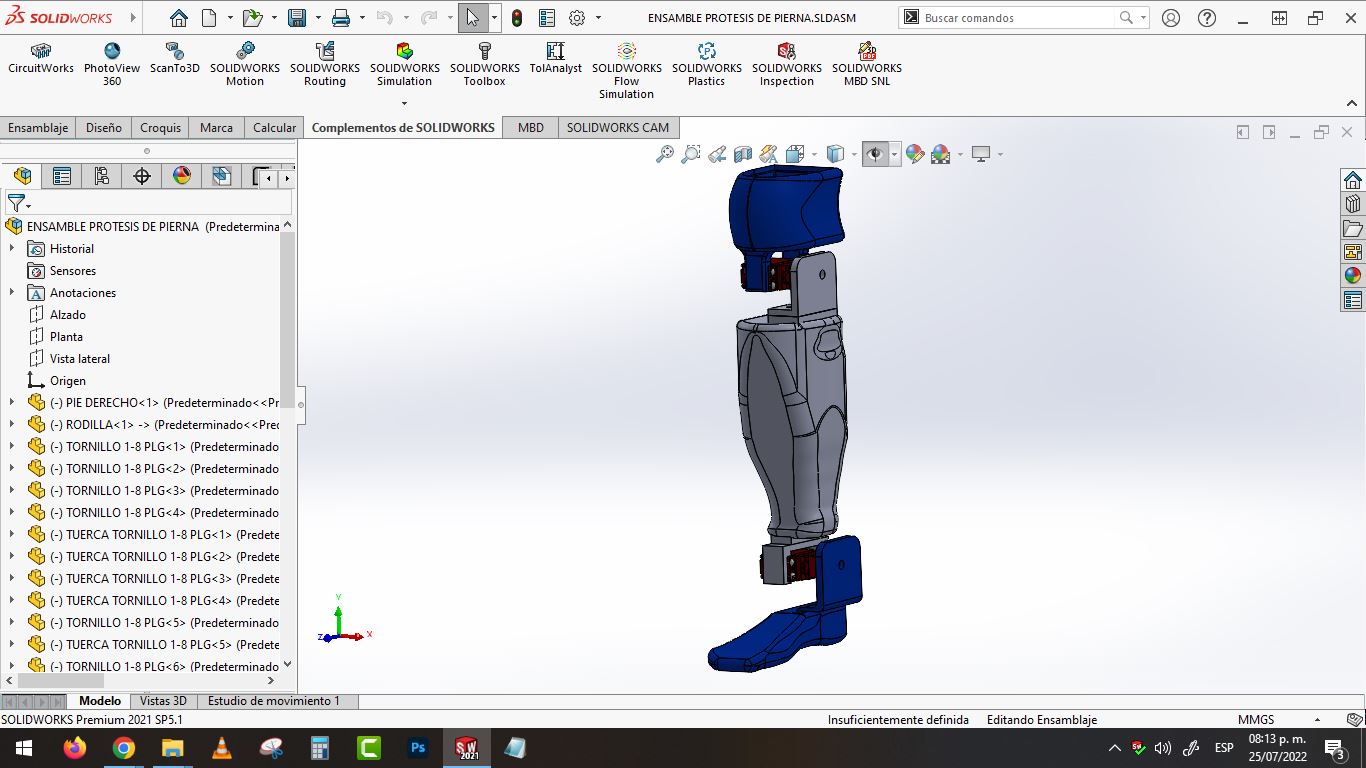 SOLIDWORKS
ENSAMBLE PROTESIS DE PIERNA.SLDASM
Buscar comandos
CircuitWorks
PhotoView
360
ScanTo3D
SOLIDWORKS
Motion
SOLIDWORKS
Routing
SOLIDWORKS
Simulation
SOLIDWORKS
Toolbox
TolAnalyst
SOLIDWORKS
Flow
Simulation
SOLIDWORKS
Plastics
SOLIDWORKS
Inspection
SOLIDWORKS
MBD SNL
Ensamblaje Diseño Croquis Marca Calcular Complementos de SOLIDWORKS MBD SOLIDWORKS CAM
ENSAMBLE PROTESIS DE PIERNA (Predetermina
Historial
Sensores
Anotaciones
Alzado
Planta
Vista lateral
Origen
(-) PIE DERECHO<1> (Predeterminado<<Pr
(-) RODILLA<1> -> (Predeterminado<<Pred
(-) TORNILLO 1-8 PLG<1> (Predeterminado
(-) TORNILLO 1-8 PLG<2> (Predeterminado
(-) TORNILLO 1-8 PLG<3> (Predeterminado
(-) TORNILLO 1-8 PLG<4> (Predeterminado
(-) TUERCA TORNILLO 1-8 PLG<1> (Predete
(-) TUERCA TORNILLO 1-8 PLG<2> (Predete
(-) TUERCA TORNILLO 1-8 PLG<3> (Predete
(-) TUERCA TORNILLO 1-8 PLG<4> (Predete
(-) TORNILLO 1-8 PLG<5> (Predeterminado
(-) TUERCA TORNILLO 1-8 PLG<5> (Predete
(-) TORNILLO 1-8 PLG<6> (Predeterminado
Y
Z
X
Modelo Vistas 3D Estudio de movimiento 1
SOLIDWORKS Premium 2021 SP5.1
Insuficientemente definida
Editando Ensamblaje
MMGS
Ps
SW
2021
ESP
08:13 p. m.
25/07/2022
3